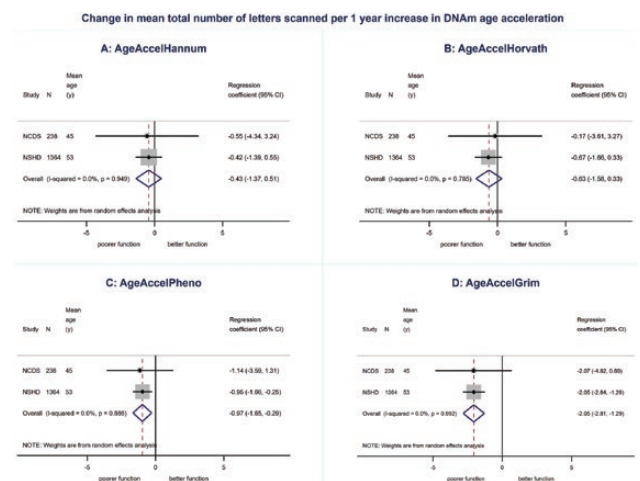 Change in mean total number of letters scanned per 1 year increase in DNAm age acceleration
A: AgeAccelHannum
Mean
age
Regression
Study N (y) coefficient (95% CI)
NCDS 238 45 -0.55 (-4.34, 3.24)
NSHD 1364 53 -0.42 (-1.39, 0.55)
Overall (I-squared = 0.0%, p = 0.949) -0.43 (-1.37, 0.51)
NOTE: Weights are from random effects analysis
-5 0 5
poorer function better function
B: AgeAccelHorvath
Mean
age
Regression
Study N (y) coefficient (95% CI)
NCDS 238 45 -0.17 (-3.61, 3.27)
NSHD 1364 53 -0.67 (-1.66, 0.33)
Overall (I-squared = 0.0%, p = 0.785) -0.63 (-1.58, 0.33)
NOTE: Weights are from random effects analysis
-5 0 5
poorer function better function
C: AgeAccelPheno
Mean
age
Regression
Study N (y) coefficient (95% CI)
NCDS 238 45 -1.14 (-3.59, 1.31)
NSHD 1364 53 -0.95 (-1.66, -0.25)
Overall (I-squared = 0.0%, p = 0.886) -0.97 (-1.65, -0.29)
NOTE: Weights are from random effects analysis
-5 0 5
poorer function better function
D: AgeAccelGrim
Mean
age
Regression
Study N (y) coefficient (95% CI)
NCDS 238 45 -2.07 (-4.82, 0.69)
NSHD 1364 53 -2.05 (-2.84, -1.26)
Overall (I-squared = 0.0%, p = 0.992) -2.05 (-2.81, -1.29)
NOTE: Weights are from random effects analysis
-5 0 5
poorer function better function